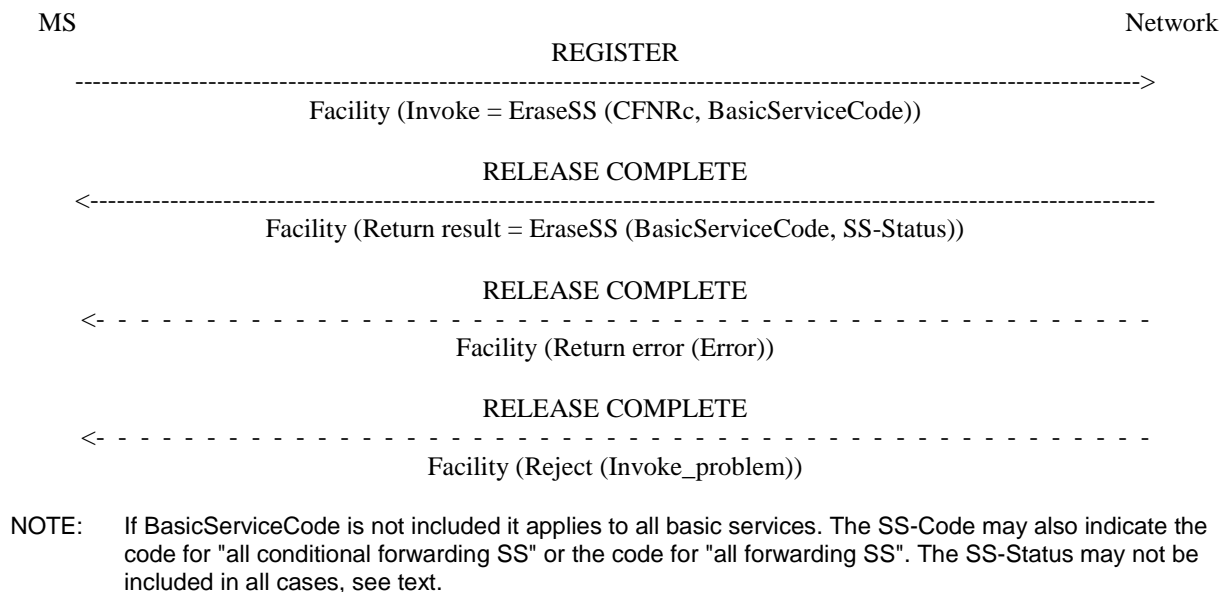 MS Network
REGISTER
------------------------------------------------------------------------------------------------------------------------>
Facility (Invoke = EraseSS (CFNRc, BasicServiceCode))
RELEASE COMPLETE
<------------------------------------------------------------------------------------------------------------------------
Facility (Return result = EraseSS (BasicServiceCode, SS-Status))
RELEASE COMPLETE
<- - - - - - - - - - - - - - - - - - - - - - - - - - - - - - - - - - - - - - - - - - - - - - - - -
Facility (Return error (Error))
RELEASE COMPLETE
<- - - - - - - - - - - - - - - - - - - - - - - - - - - - - - - - - - - - - - - - - - - - - - - - -
Facility (Reject (Invoke_problem))
NOTE: If BasicServiceCode is not included it applies to all basic services. The SS-Code may also indicate the
code for "all conditional forwarding SS" or the code for "all forwarding SS". The SS-Status may not be
included in all cases, see text.